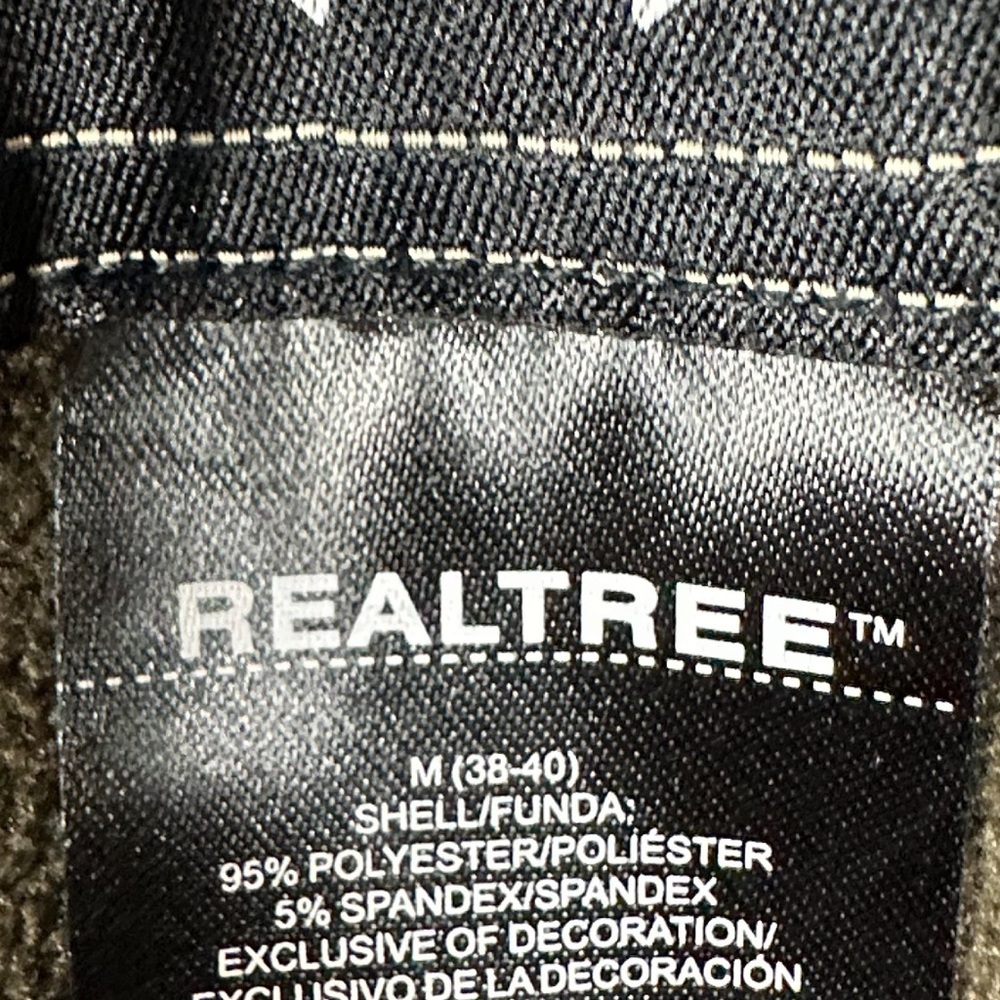 REALTREE™
M (38-40)
SHELL/FUNDA:
95% POLYESTER/POLIÉSTER
5% SPANDEX/SPANDEX
EXCLUSIVE OF DECORATION/
EXCLUSIVO DE LA DECORACIÓN